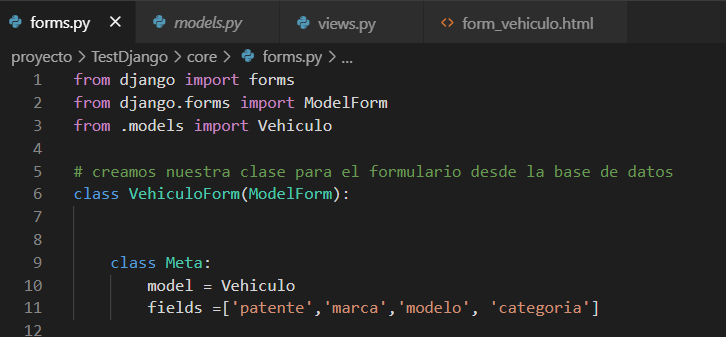 forms.py × models.py views.py <> form_vehiculo.html
proyecto > TestDjango > core > forms.py > ...
1 from django import forms
2 from django.forms import ModelForm
3 from .models import Vehiculo
4
5 # creamos nuestra clase para el formulario desde la base de datos
6 class VehiculoForm(ModelForm):
7
8
9 class Meta:
10 model = Vehiculo
11 fields =['patente','marca','modelo', 'categoria']
12